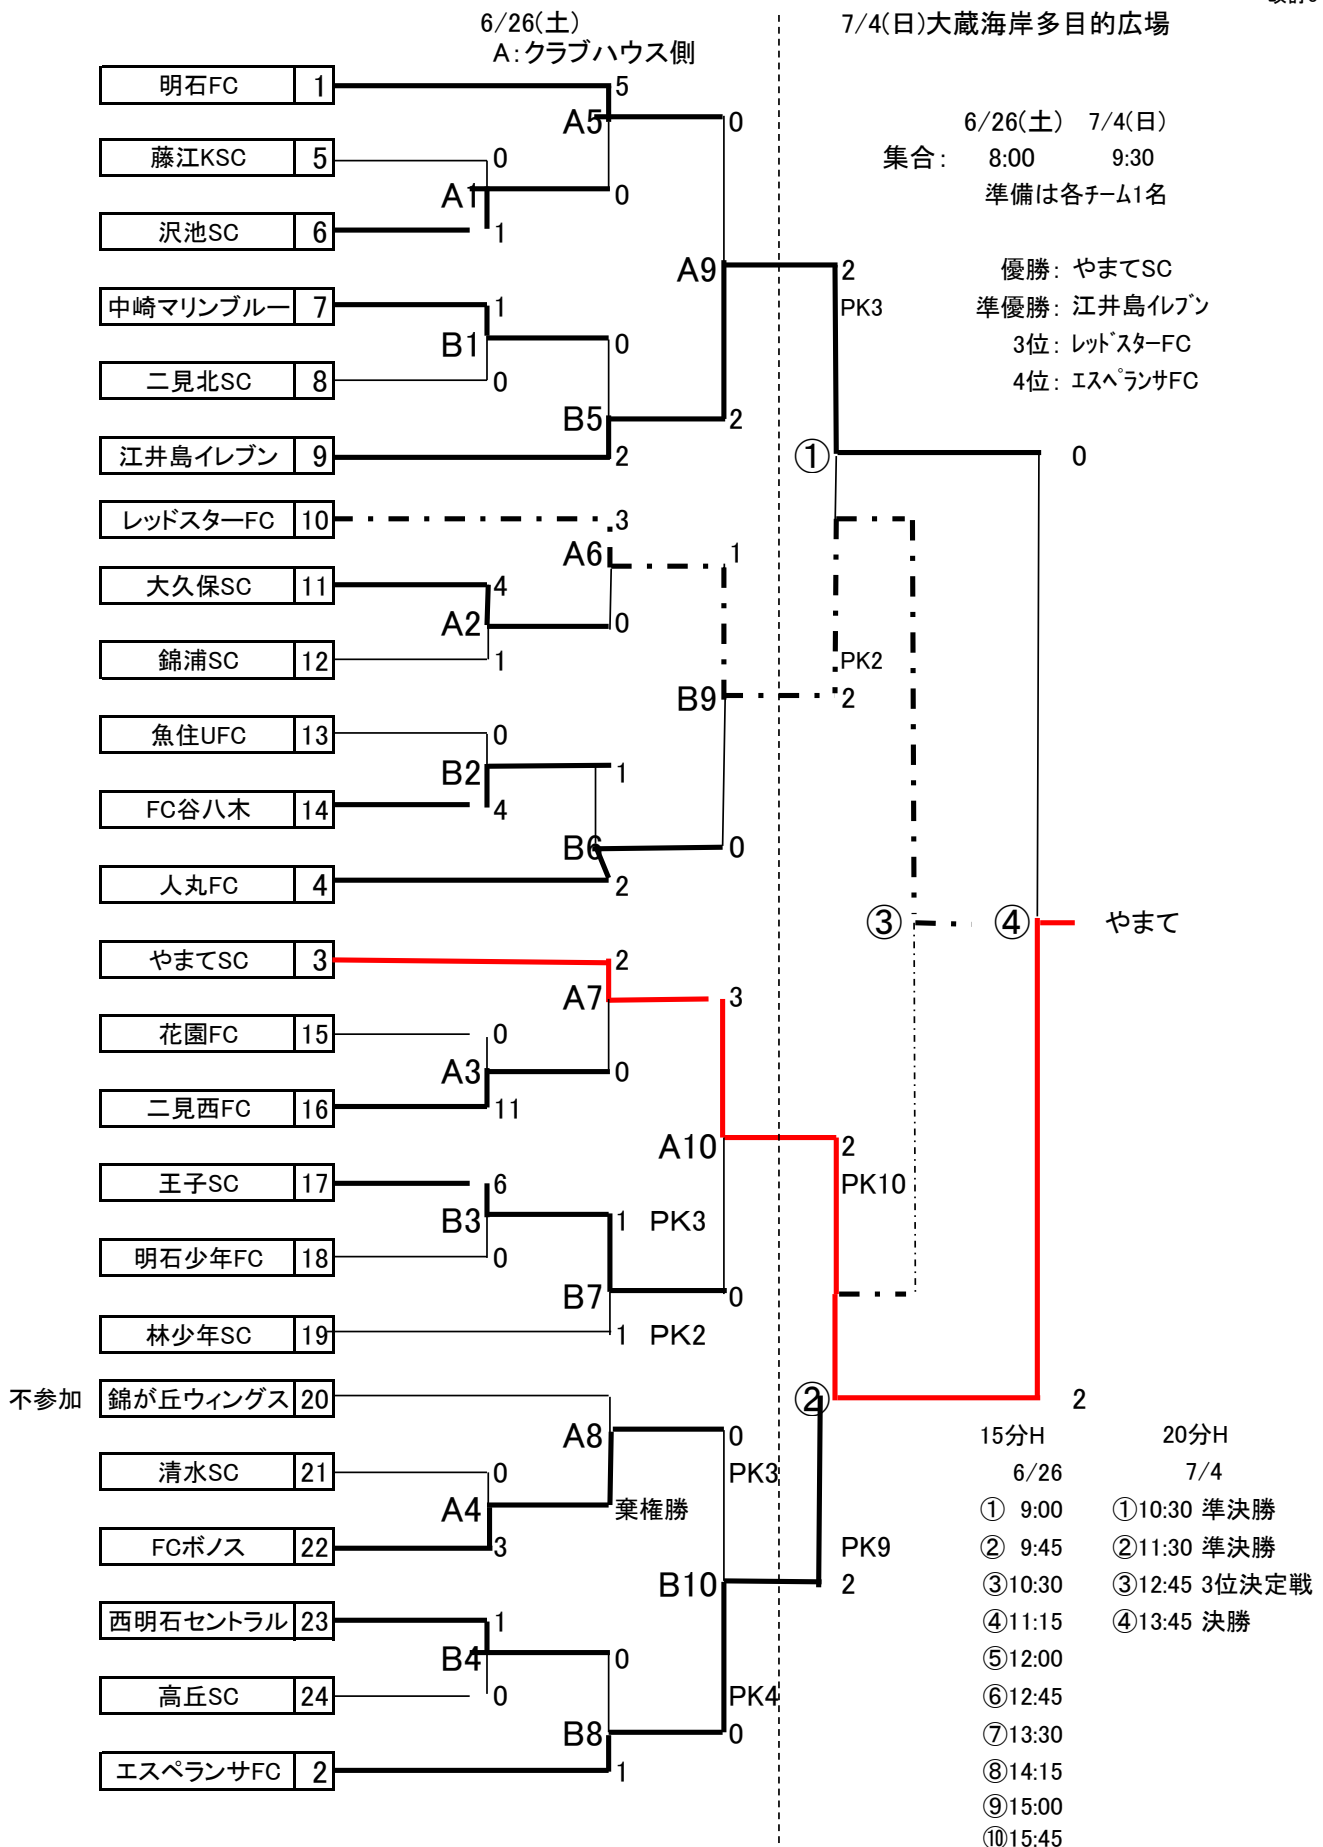 6/26(土)
7/4(日)大蔵海岸多目的広場
A:クラブハウス側
明石FC 1 5
A5 0
6/26(土) 7/4(日)
藤江KSC 5 0
集合: 8:00 9:30
A1 0
準備は各チーム1名
沢池SC 6 1
A9 2
優勝: やまてSC
中崎マリンブルー 7 1
PK3
準優勝: 江井島イレブン
B1 0
3位: レッドスターFC
二見北SC 8 0
4位: エスペランサFC
B5 2
江井島イレブン 9 2
① 0
レッドスターFC 10 3
A6 1
大久保SC 11 4
A2 0
錦浦SC 12 1
PK2
B9 2
魚住UFC 13 0
B2 1
FC谷八木 14 4
B6 0
人丸FC 4 2
③ ④ やまて
やまてSC 3 2
A7 3
花園FC 15 0
A3 0
二見西FC 16 11
A10 2
王子SC 17 6
PK10
B3 1 PK3
明石少年FC 18 0
B7 0
林少年SC 19 1 PK2
不参加 錦が丘ウィングス 20
② 2
A8 0
15分H 20分H
清水SC 21 0
PK3
6/26 7/4
A4 棄権勝
① 9:00 ①10:30 準決勝
FCボノス 22 3
PK9
② 9:45 ②11:30 準決勝
B10 2
③10:30 ③12:45 3位決定戦
西明石セントラル 23 1
④11:15 ④13:45 決勝
B4 0
⑤12:00
高丘SC 24 0
PK4
⑥12:45
B8 0
⑦13:30
エスペランサFC 2 1
⑧14:15
⑨15:00
⑩15:45